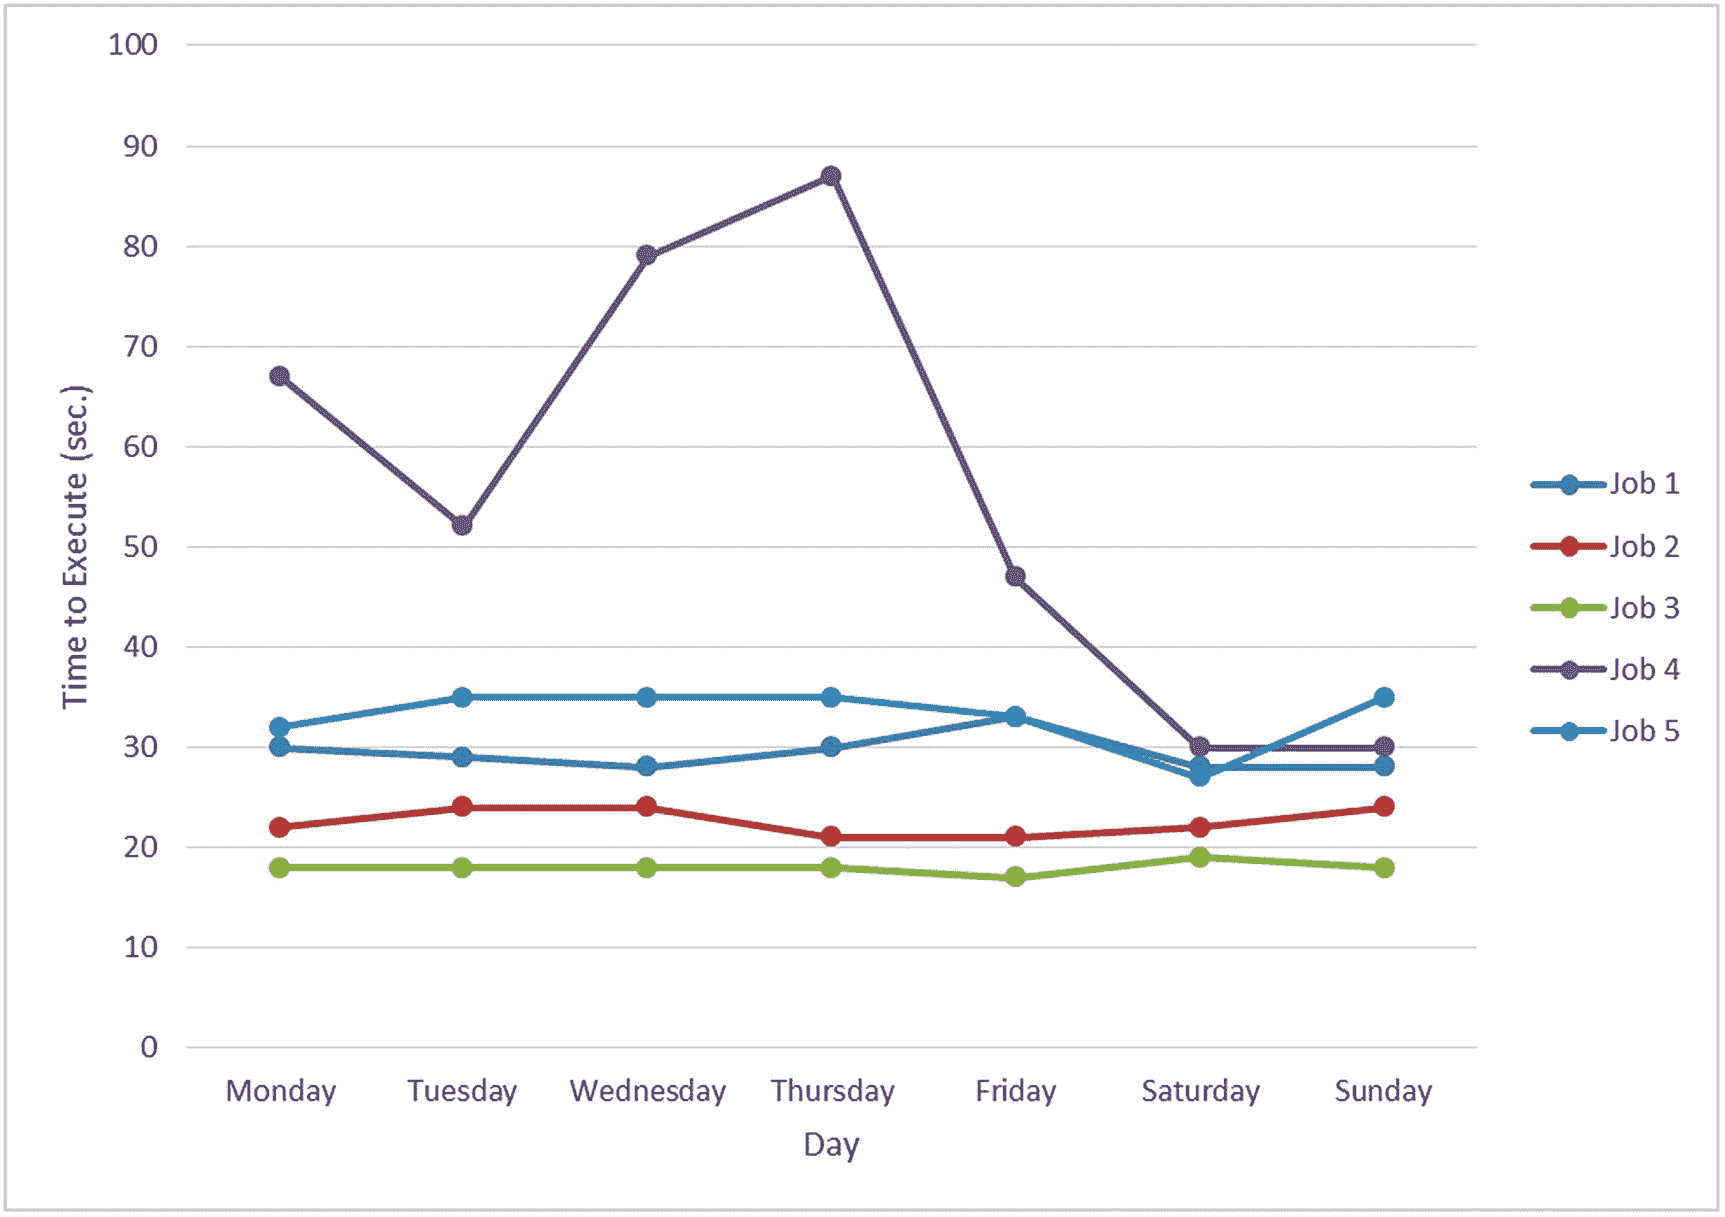 100
90
80
70
60
50
40
30
20
10
0
Time to Execute (sec.)
Monday Tuesday Wednesday Thursday Friday Saturday Sunday
Day
Job 1
Job 2
Job 3
Job 4
Job 5